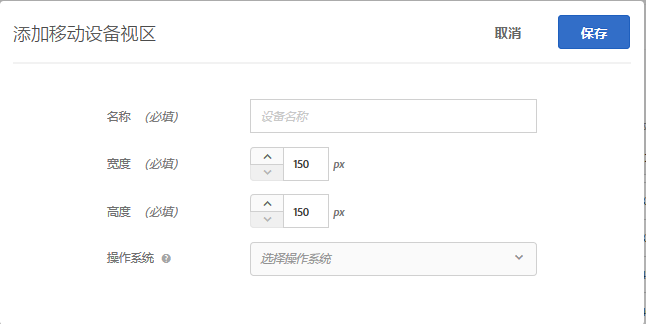 添加移动设备视区 取消 保存
名称 (必填) 设备名称
宽度 (必填) 150 px
高度 (必填) 150 px
操作系统 ? 选择操作系统